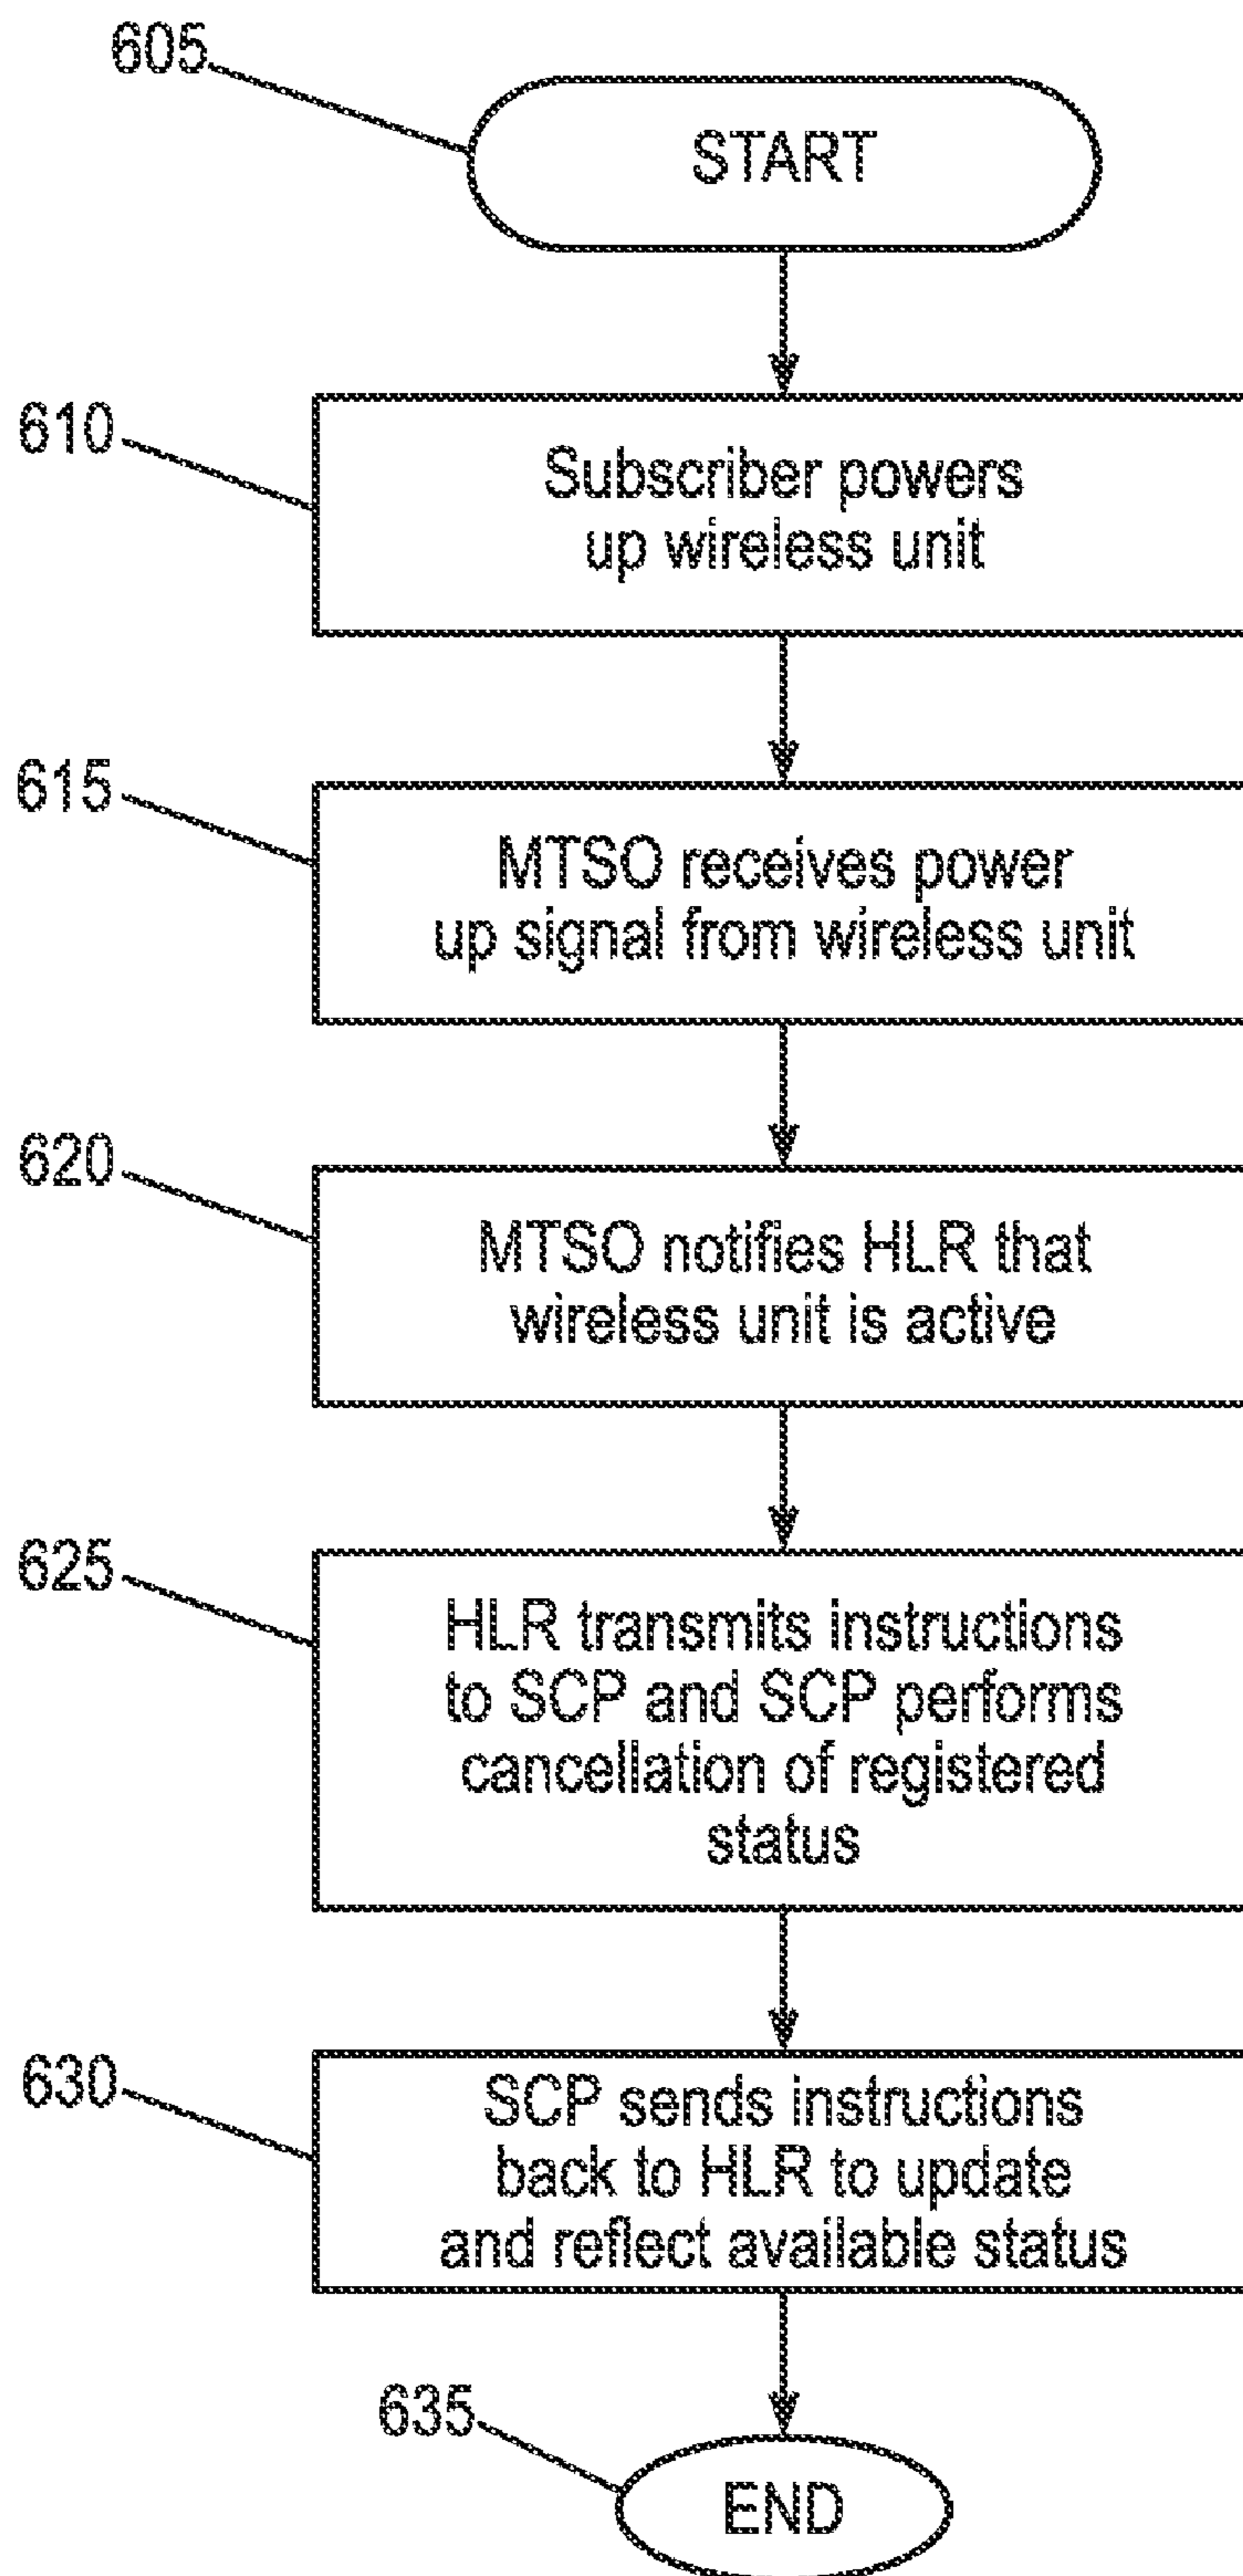 605
START
610
Subscriber powers
up wireless unit
615
MTSO receives power
up signal from wireless unit
620
MTSO notifies HLR that
wireless unit is active
625
HLR transmits instructions
to SCP and SCP performs
cancellation of registered
status
630
SCP sends instructions
back to HLR to update
and reflect available status
635
END